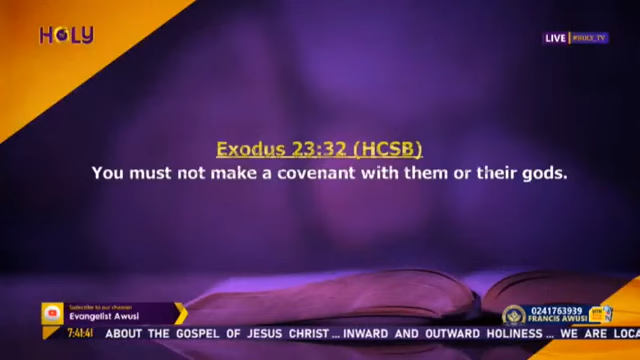 HOLY
LIVE #HOLY_TV
Exodus 23:32 (HCSB)
You must not make a covenant with them or their gods.
Subscribe to our channel
Evangelist Awusi
0241763939
FRANCIS AWUSI
7:41:41 ABOUT THE GOSPEL OF JESUS CHRIST... INWARD AND OUTWARD HOLINESS... WE ARE LOCA